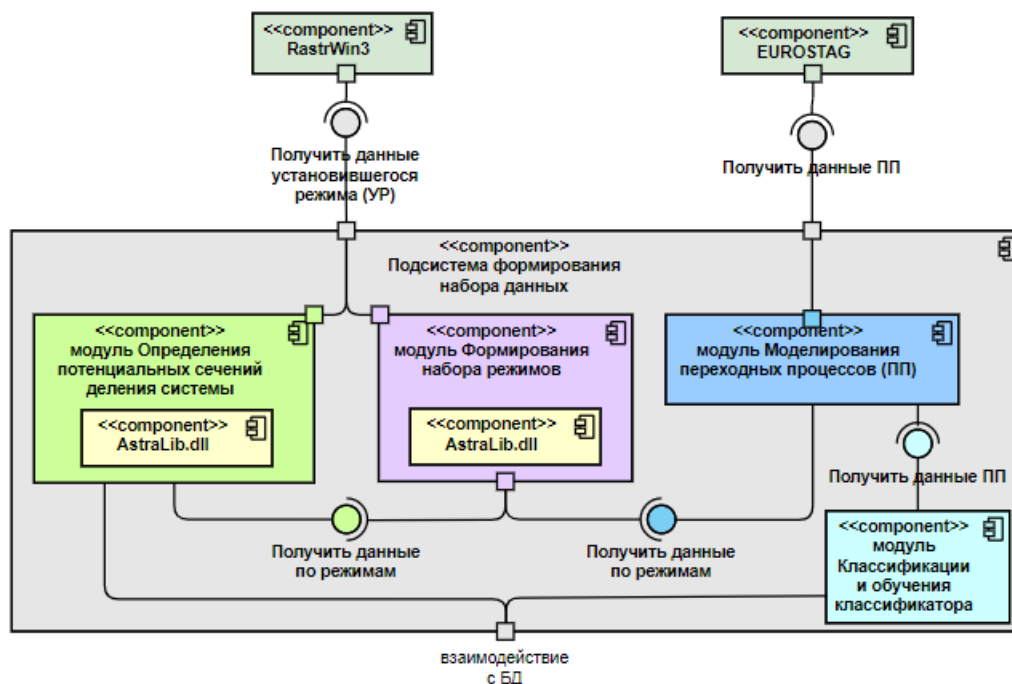 <<component>>
RastrWin3
<<component>>
EUROSTAG
Получить данные
установившегося
режима (УР)
Получить данные ПП
<<component>>
Подсистема формирования
набора данных
<<component>>
модуль Определения
потенциальных сечений
деления системы
<<component>>
AstraLib.dll
<<component>>
модуль Формирования
набора режимов
<<component>>
AstraLib.dll
<<component>>
модуль Моделирования
переходных процессов (ПП)
Получить данные ПП
Получить данные
по режимам
Получить данные
по режимам
<<component>>
модуль
Классификации
и обучения
классификатора
взаимодействие
с БД